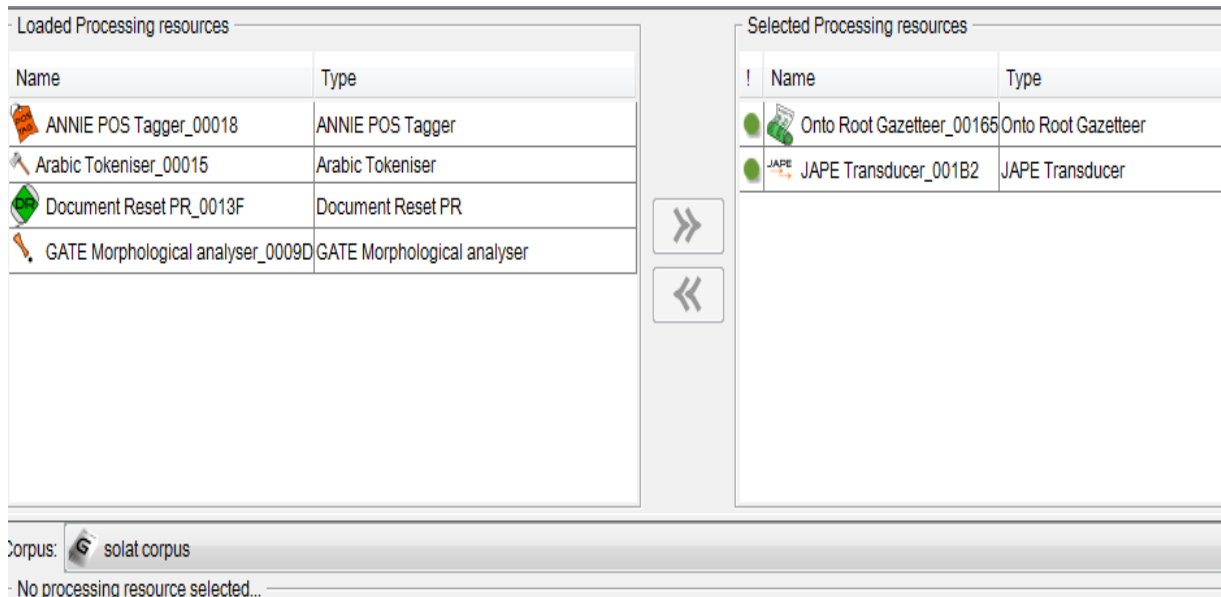 Loaded Processing resources
Selected Processing resources
Name Type
! Name Type
ANNIE POS Tagger_00018 ANNIE POS Tagger
Onto Root Gazetteer_00165 Onto Root Gazetteer
Arabic Tokeniser_00015 Arabic Tokeniser
JAPE JAPE Transducer_001B2 JAPE Transducer
Document Reset PR_0013F Document Reset PR
GATE Morphological analyser_0009D GATE Morphological analyser
Corpus: solat corpus
No processing resource selected...